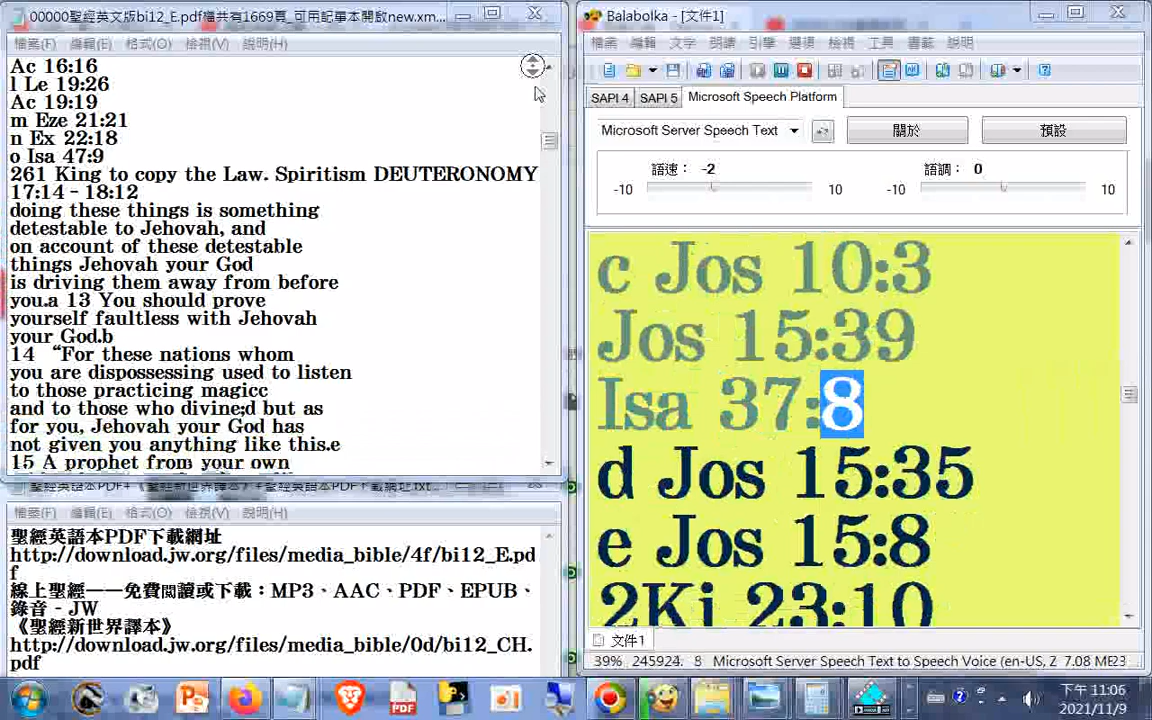 00000聖經英文版bi12_E.pdf檔共有1669頁_可用記事本開啟new.xm...
檔案(F) 編輯(E) 格式(O) 檢視(V) 說明(H)
Ac 16:16
l Le 19:26
Ac 19:19
m Eze 21:21
n Ex 22:18
o Isa 47:9
261 King to copy the Law. Spiritism DEUTERONOMY
17:14 – 18:12
doing these things is something
detestable to Jehovah, and
on account of these detestable
things Jehovah your God
is driving them away from before
you.a 13 You should prove
yourself faultless with Jehovah
your God.b
14 “For these nations whom
you are dispossessing used to listen
to those practicing magicc
and to those who divine;d but as
for you, Jehovah your God has
not given you anything like this.e
15 A prophet from your own
檔案(F) 編輯(E) 格式(O) 檢視(V) 說明(H)
聖經英語本PDF下載網址
http://download.jw.org/files/media_bible/4f/bi12_E.pd
f
線上聖經——免費閱讀或下載：MP3、AAC、PDF、EPUB、
錄音 - JW
《聖經新世界譯本》
http://download.jw.org/files/media_bible/0d/bi12_CH.
pdf
Balabolka - [文件1]
檔案 編輯 文字 朗讀 引擎 選項 檢視 工具 書籤 說明
SAPI 4 SAPI 5 Microsoft Speech Platform
Microsoft Server Speech Text 關於 預設
語速： -2 語調： 0
-10 10 -10 10
c Jos 10:3
Jos 15:39
Isa 37:8
d Jos 15:35
e Jos 15:8
2Ki 23:10
文件1
39% 245924. 8 Microsoft Server Speech Text to Speech Voice (en-US, Z 7.08 ME23
下午 11:06
2021/11/9